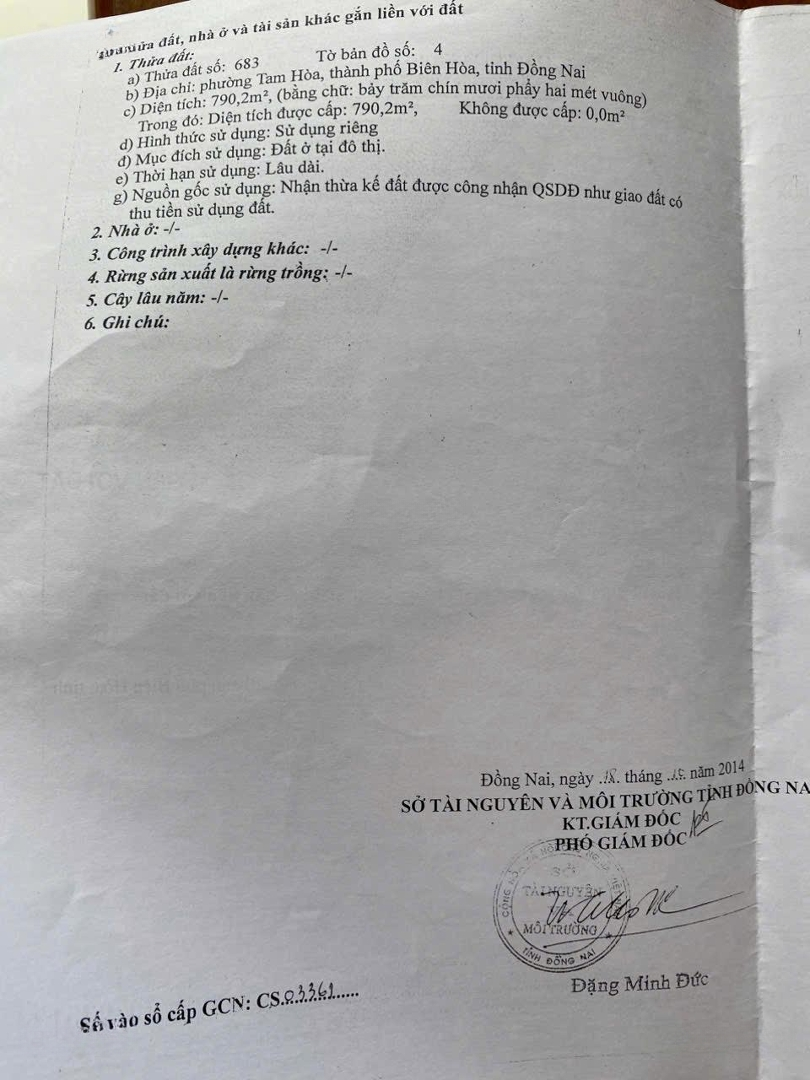 ửa đất, nhà ở và tài sản khác gắn liền với đất
1. Thửa đất:
a) Thửa đất số: 683 Tờ bản đồ số: 4
b) Địa chỉ: phường Tam Hòa, thành phố Biên Hòa, tỉnh Đồng Nai
c) Diện tích: 790,2m², (bằng chữ: bảy trăm chín mươi phẩy hai mét vuông)
Trong đó: Diện tích được cấp: 790,2m², Không được cấp: 0,0m²
d) Hình thức sử dụng: Sử dụng riêng
đ) Mục đích sử dụng: Đất ở tại đô thị.
e) Thời hạn sử dụng: Lâu dài.
g) Nguồn gốc sử dụng: Nhận thừa kế đất được công nhận QSDĐ như giao đất có
thu tiền sử dụng đất.
2. Nhà ở: -/-
3. Công trình xây dựng khác: -/-
4. Rừng sản xuất là rừng trồng: -/-
5. Cây lâu năm: -/-
6. Ghi chú:
Đồng Nai, ngày .18. tháng năm 2014
SỞ TÀI NGUYÊN VÀ MÔI TRƯỜNG TỈNH ĐỒNG NA
KT.GIÁM ĐỐC
PHÓ GIÁM ĐỐC
SỞ
TÀI NGUYÊN
MÔI TRƯỜNG
TỈNH ĐỒNG NAI
Đặng Minh Đức
Số vào sổ cấp GCN: CS.03361......